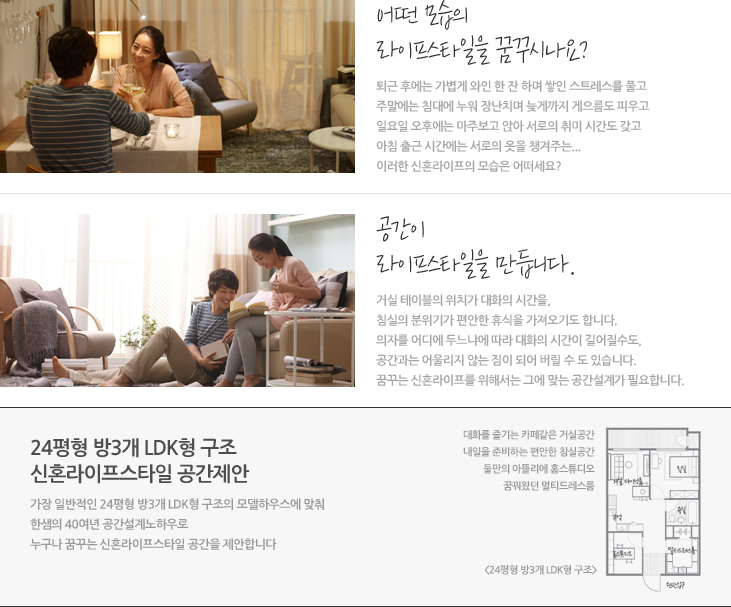 어떤 모습의
라이프스타일을 꿈꾸시나요?
퇴근 후에는 가볍게 와인 한 잔 하며 쌓인 스트레스를 풀고
주말에는 침대에 누워 장난치며 늦게까지 게으름도 피우고
일요일 오후에는 마주보고 앉아 서로의 취미 시간도 갖고
아침 출근 시간에는 서로의 옷을 챙겨주는...
이러한 신혼라이프의 모습은 어떠세요?
공간이
라이프스타일을 만듭니다.
거실 테이블의 위치가 대화의 시간을,
침실의 분위기가 편안한 휴식을 가져오기도 합니다.
의자를 어디에 두느냐에 따라 대화의 시간이 길어질수도,
공간과는 어울리지 않는 짐이 되어 버릴 수 도 있습니다.
꿈꾸는 신혼라이프를 위해서는 그에 맞는 공간설계가 필요합니다.
24평형 방3개 LDK형 구조
신혼라이프스타일 공간제안
가장 일반적인 24평형 방3개 LDK형 구조의 모델하우스에 맞춰
한샘의 40여년 공간설계노하우로
누구나 꿈꾸는 신혼라이프스타일 공간을 제안합니다
대화를 즐기는 카페같은 거실공간
내일을 준비하는 편안한 침실공간
둘만의 아뜰리에 홈스튜디오
꿈꿔왔던 멀티드레스룸
<24평형 방3개 LDK형 구조>
침실
욕실
홈스튜디오
멀티드레스룸
현관입구